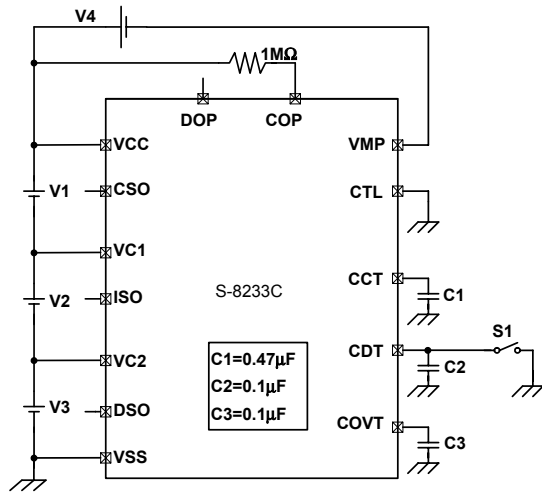 V4
1MΩ
DOP
COP
VCC
VMP
V1
CSO
CTL
VC1
S-8233C
CCT
C1
V2
ISO
S1
C1=0.47µF
C2=0.1µF
C3=0.1µF
VC2
CDT
C2
V3
DSO
COVT
C3
VSS